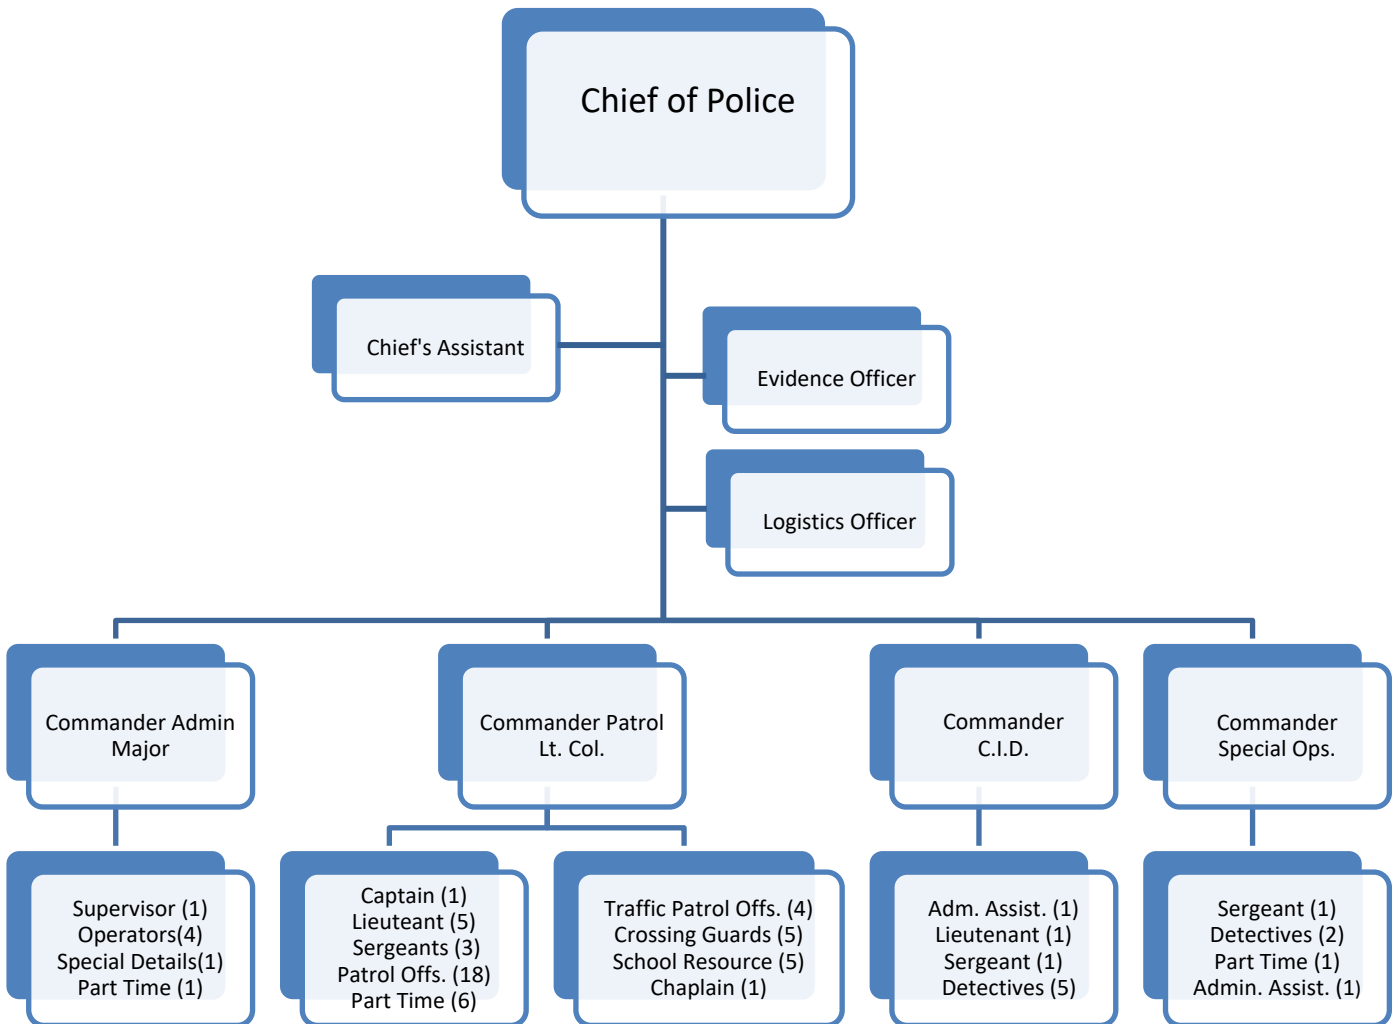 Chief of Police
Chief's Assistant
Evidence Officer
Logistics Officer
Commander Admin
Major
Commander Patrol
Lt. Col.
Commander
C.I.D.
Commander
Special Ops.
Supervisor (1)
Operators(4)
Special Details(1)
Part Time (1)
Captain (1)
Lieuteant (5)
Sergeants (3)
Patrol Offs. (18)
Part Time (6)
Traffic Patrol Offs. (4)
Crossing Guards (5)
School Resource (5)
Chaplain (1)
Adm. Assist. (1)
Lieutenant (1)
Sergeant (1)
Detectives (5)
Sergeant (1)
Detectives (2)
Part Time (1)
Admin. Assist. (1)